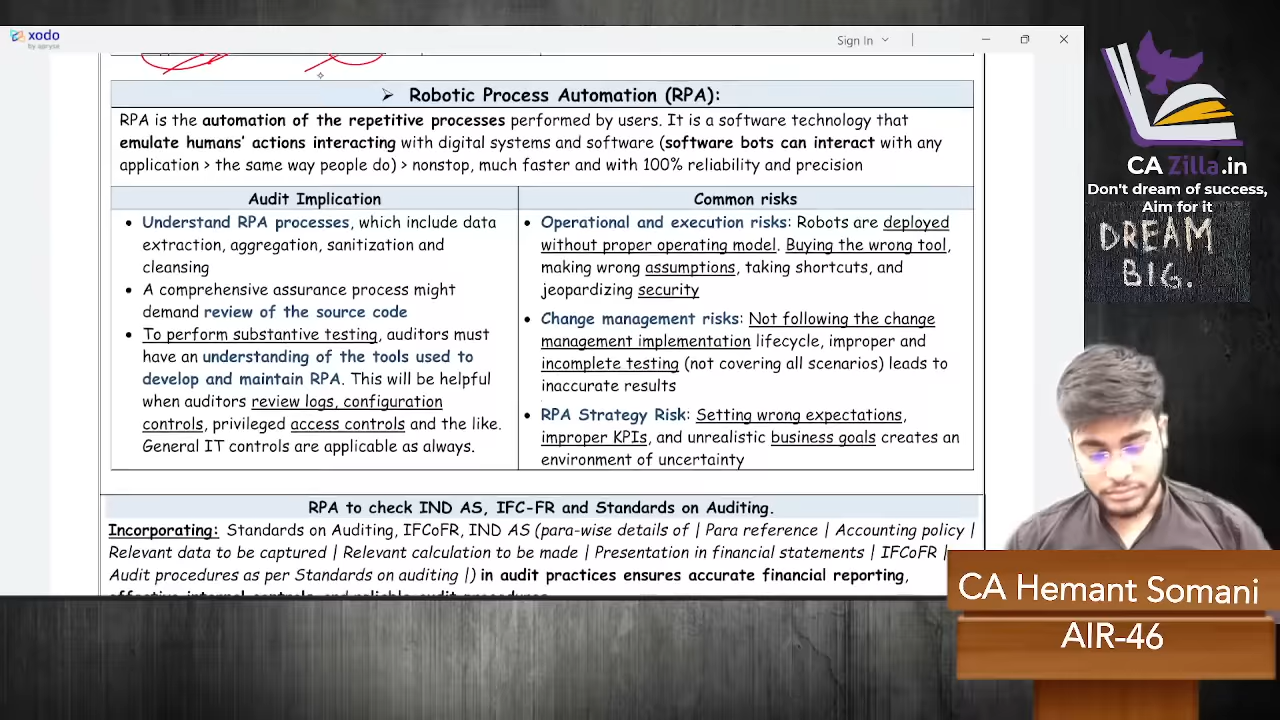 xodo
by apryse
Sign In
➢ Robotic Process Automation (RPA):
RPA is the automation of the repetitive processes performed by users. It is a software technology that
emulate humans’ actions interacting with digital systems and software (software bots can interact with any
application > the same way people do) > nonstop, much faster and with 100% reliability and precision
Audit Implication
• Understand RPA processes, which include data
extraction, aggregation, sanitization and
cleansing
• A comprehensive assurance process might
demand review of the source code
• To perform substantive testing, auditors must
have an understanding of the tools used to
develop and maintain RPA. This will be helpful
when auditors review logs, configuration
controls, privileged access controls and the like.
General IT controls are applicable as always.
Common risks
• Operational and execution risks: Robots are deployed
without proper operating model. Buying the wrong tool,
making wrong assumptions, taking shortcuts, and
jeopardizing security
• Change management risks: Not following the change
management implementation lifecycle, improper and
incomplete testing (not covering all scenarios) leads to
inaccurate results
• RPA Strategy Risk: Setting wrong expectations,
improper KPIs, and unrealistic business goals creates an
environment of uncertainty
RPA to check IND AS, IFC-FR and Standards on Auditing.
Incorporating: Standards on Auditing, IFCoFR, IND AS (para-wise details of | Para reference | Accounting policy |
Relevant data to be captured | Relevant calculation to be made | Presentation in financial statements | IFCoFR |
Audit procedures as per Standards on auditing |) in audit practices ensures accurate financial reporting,
effective internal controls, and reliable audit procedures
CA Zilla.in
Don't dream of success,
Aim for it
DREAM
BIG.
CA Hemant Somani
AIR-46